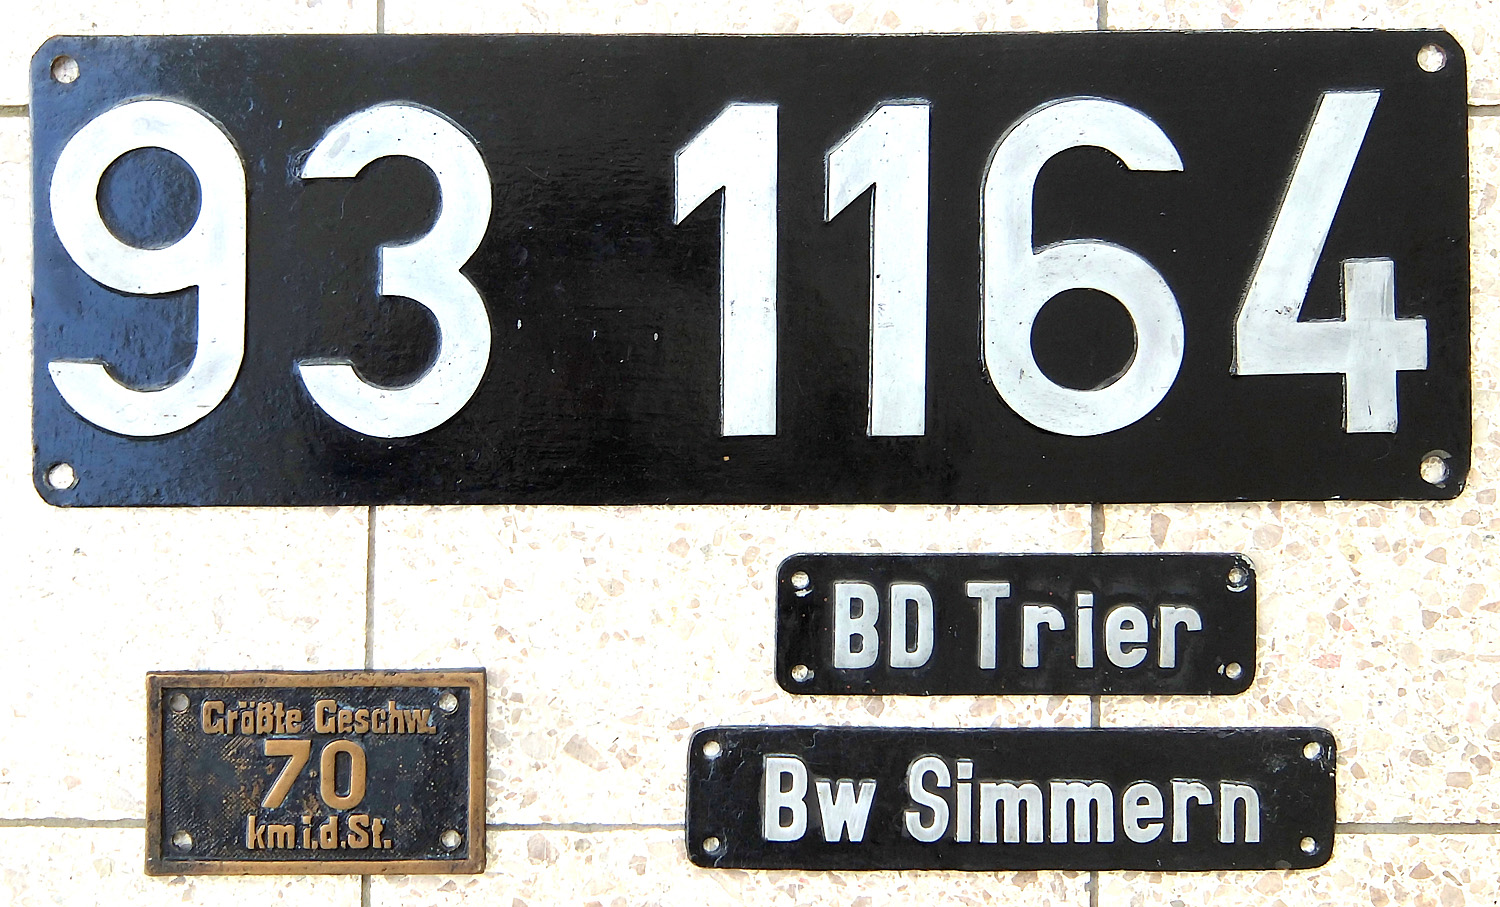 93 1164
BD Trier
Größte Geschw.
70
km i.d.St.
Bw Simmern